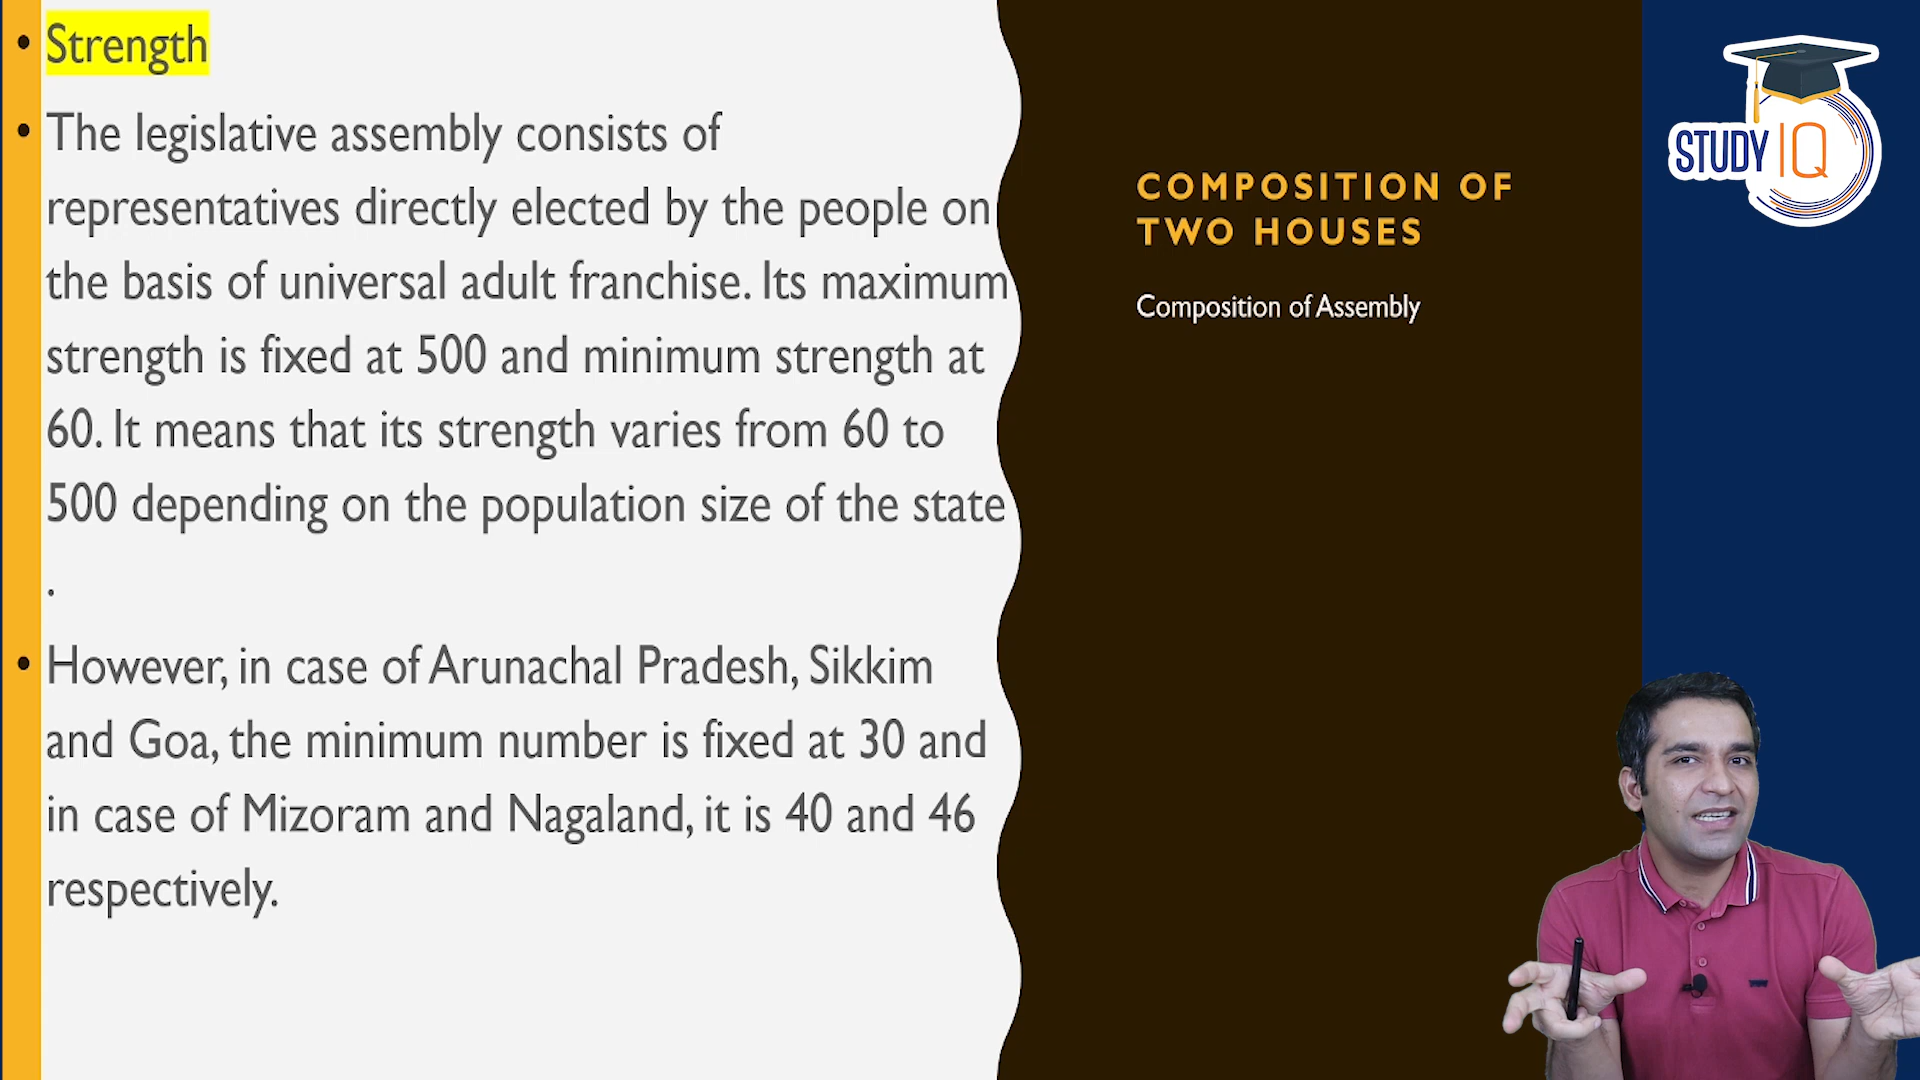 • Strength
• The legislative assembly consists of
representatives directly elected by the people on
the basis of universal adult franchise. Its maximum
strength is fixed at 500 and minimum strength at
60. It means that its strength varies from 60 to
500 depending on the population size of the state
.
• However, in case of Arunachal Pradesh, Sikkim
and Goa, the minimum number is fixed at 30 and
in case of Mizoram and Nagaland, it is 40 and 46
respectively.
COMPOSITION OF
TWO HOUSES
Composition of Assembly
STUDY IQ